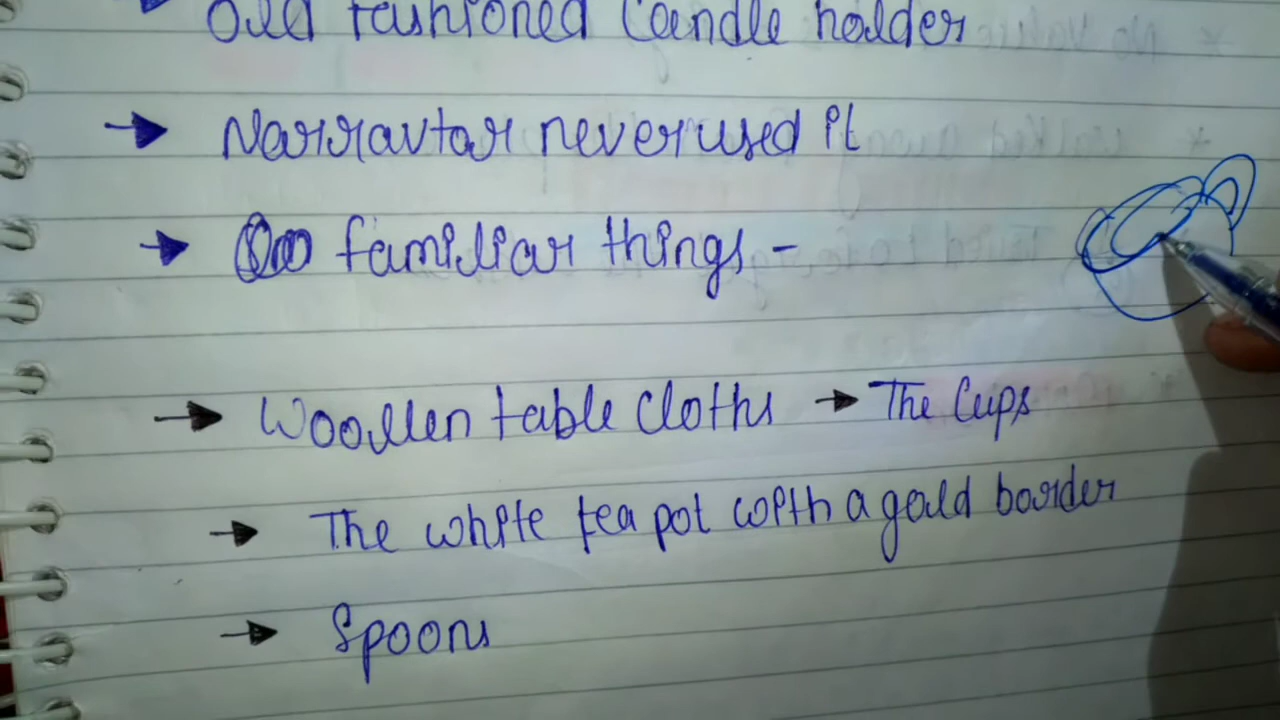 Old fashioned Candle holder
→ Narravtor never used it
→ familiar things -
→ Woollen table cloths → The Cups
→ The white tea pot with a gold border
→ Spoons